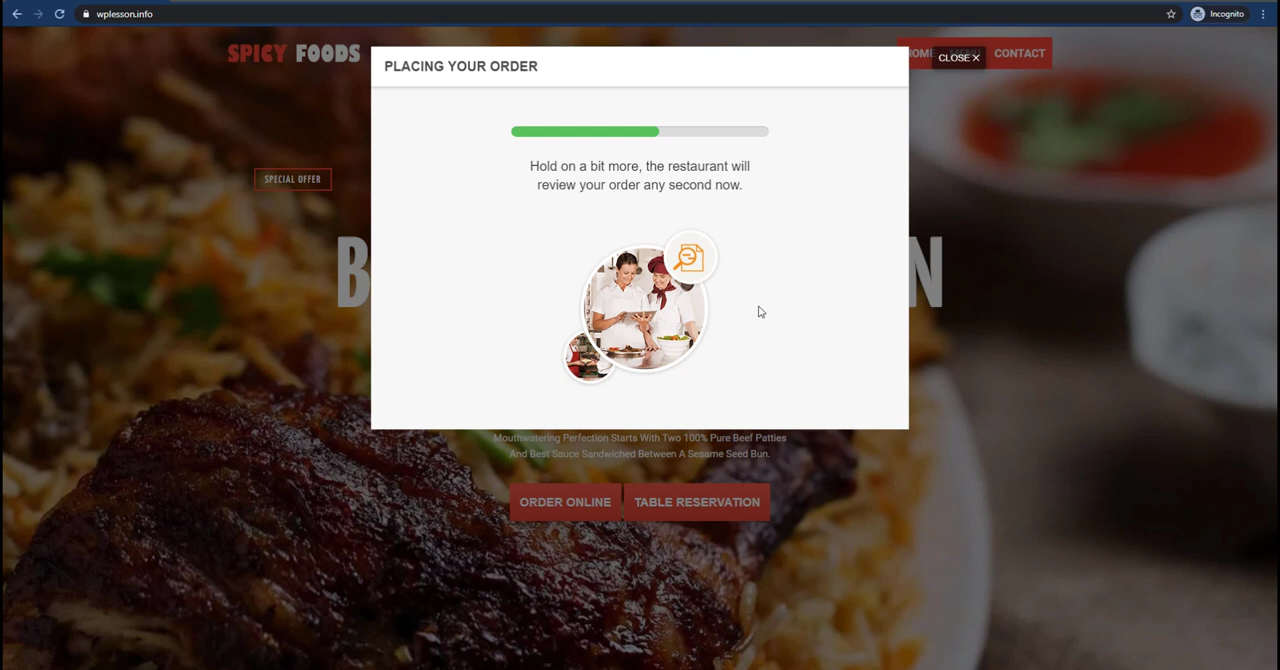 wplesson.info
Incognito
SPICY FOODS
HOME MENU CONTACT
CLOSE ✕
PLACING YOUR ORDER
Hold on a bit more, the restaurant will
review your order any second now.
SPECIAL OFFER
B
N
Mouthwatering Perfection Starts With Two 100% Pure Beef Patties
And Best Sauce Sandwiched Between A Sesame Seed Bun.
ORDER ONLINE
TABLE RESERVATION